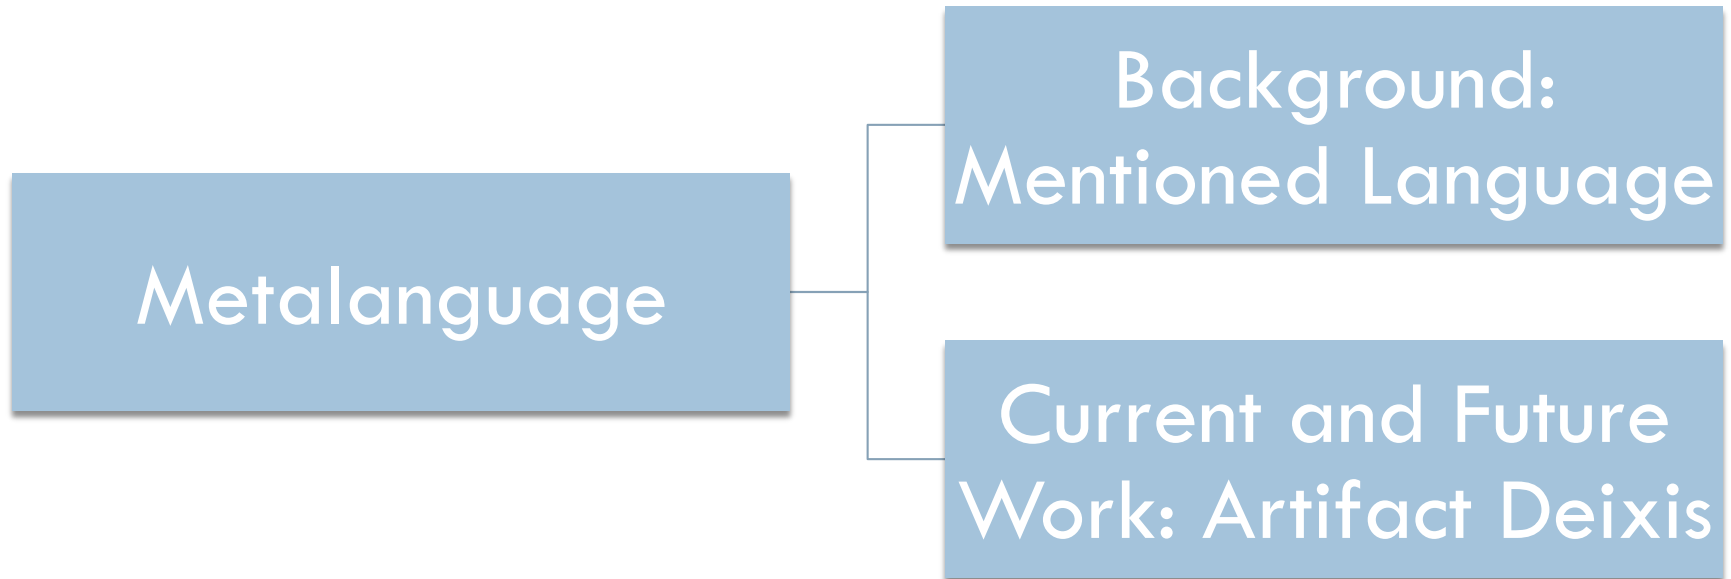 Metalanguage
Background:
Mentioned Language
Current and Future
Work: Artifact Deixis